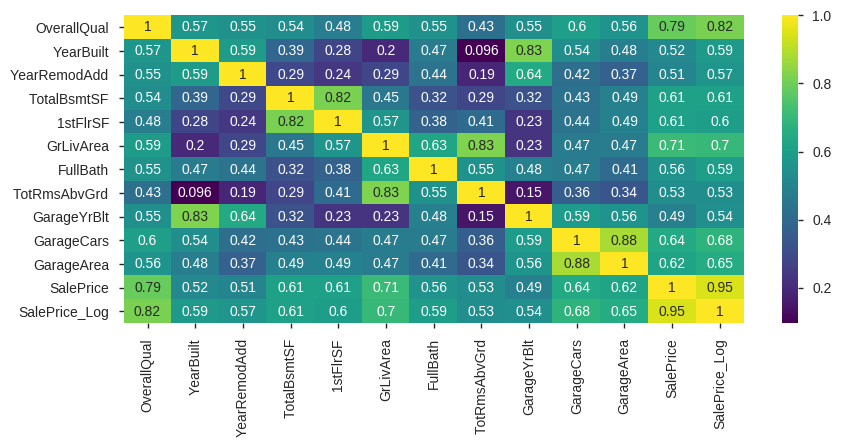 OverallQual 1 0.57 0.55 0.54 0.48 0.59 0.55 0.43 0.55 0.6 0.56 0.79 0.82
YearBuilt 0.57 1 0.59 0.39 0.28 0.2 0.47 0.096 0.83 0.54 0.48 0.52 0.59
YearRemodAdd 0.55 0.59 1 0.29 0.24 0.29 0.44 0.19 0.64 0.42 0.37 0.51 0.57
TotalBsmtSF 0.54 0.39 0.29 1 0.82 0.45 0.32 0.29 0.32 0.43 0.49 0.61 0.61
1stFlrSF 0.48 0.28 0.24 0.82 1 0.57 0.38 0.41 0.23 0.44 0.49 0.61 0.6
GrLivArea 0.59 0.2 0.29 0.45 0.57 1 0.63 0.83 0.23 0.47 0.47 0.71 0.7
FullBath 0.55 0.47 0.44 0.32 0.38 0.63 1 0.55 0.48 0.47 0.41 0.56 0.59
TotRmsAbvGrd 0.43 0.096 0.19 0.29 0.41 0.83 0.55 1 0.15 0.36 0.34 0.53 0.53
GarageYrBlt 0.55 0.83 0.64 0.32 0.23 0.23 0.48 0.15 1 0.59 0.56 0.49 0.54
GarageCars 0.6 0.54 0.42 0.43 0.44 0.47 0.47 0.36 0.59 1 0.88 0.64 0.68
GarageArea 0.56 0.48 0.37 0.49 0.49 0.47 0.41 0.34 0.56 0.88 1 0.62 0.65
SalePrice 0.79 0.52 0.51 0.61 0.61 0.71 0.56 0.53 0.49 0.64 0.62 1 0.95
SalePrice_Log 0.82 0.59 0.57 0.61 0.6 0.7 0.59 0.53 0.54 0.68 0.65 0.95 1
OverallQual
YearBuilt
YearRemodAdd
TotalBsmtSF
1stFlrSF
GrLivArea
FullBath
TotRmsAbvGrd
GarageYrBlt
GarageCars
GarageArea
SalePrice
SalePrice_Log
1.0
0.8
0.6
0.4
0.2